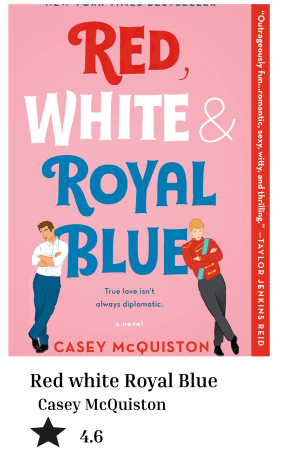 NEW YORK TIMES BESTSELLER
RED,
WHITE &
ROYAL
BLUE
True love isn't
always diplomatic.
a novel
CASEY McQUISTON
"Outrageously fun...romantic, sexy, witty, and thrilling." —TAYLOR JENKINS REID
Red white Royal Blue
Casey McQuiston
4.6